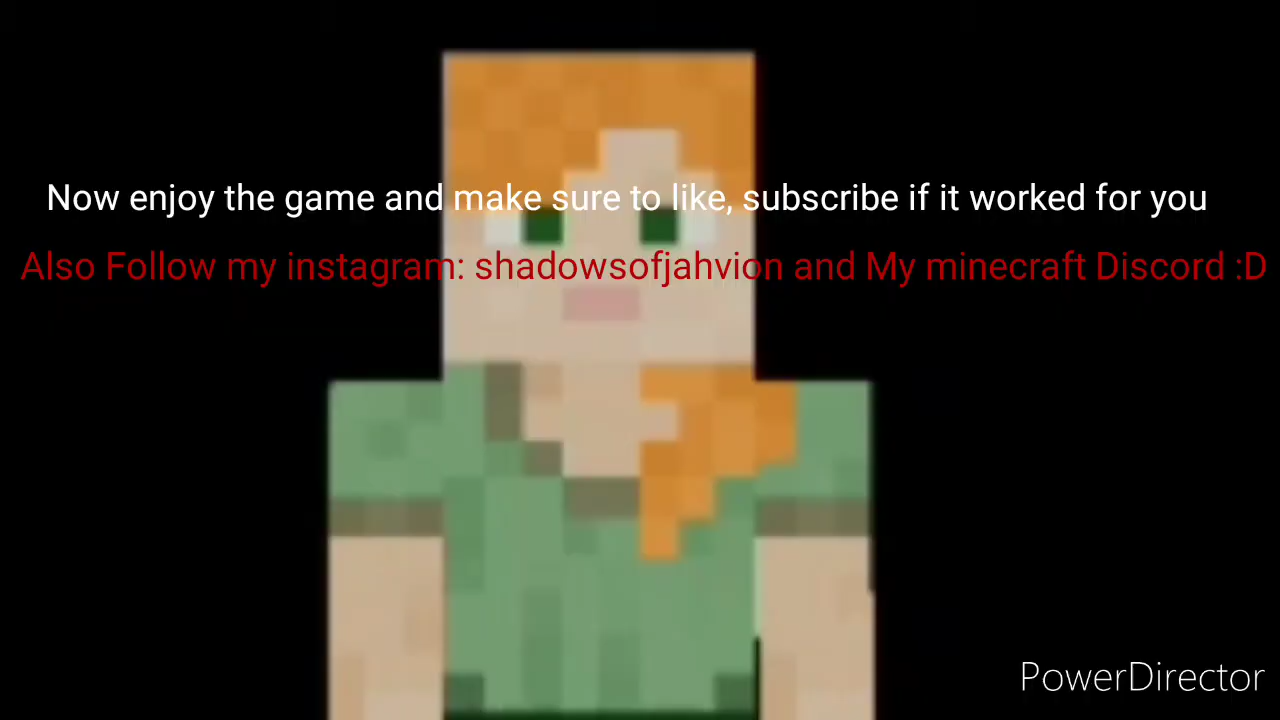 Now enjoy the game and make sure to like, subscribe if it worked for you
Also Follow my instagram: shadowsofjahvion and My minecraft Discord :D
PowerDirector